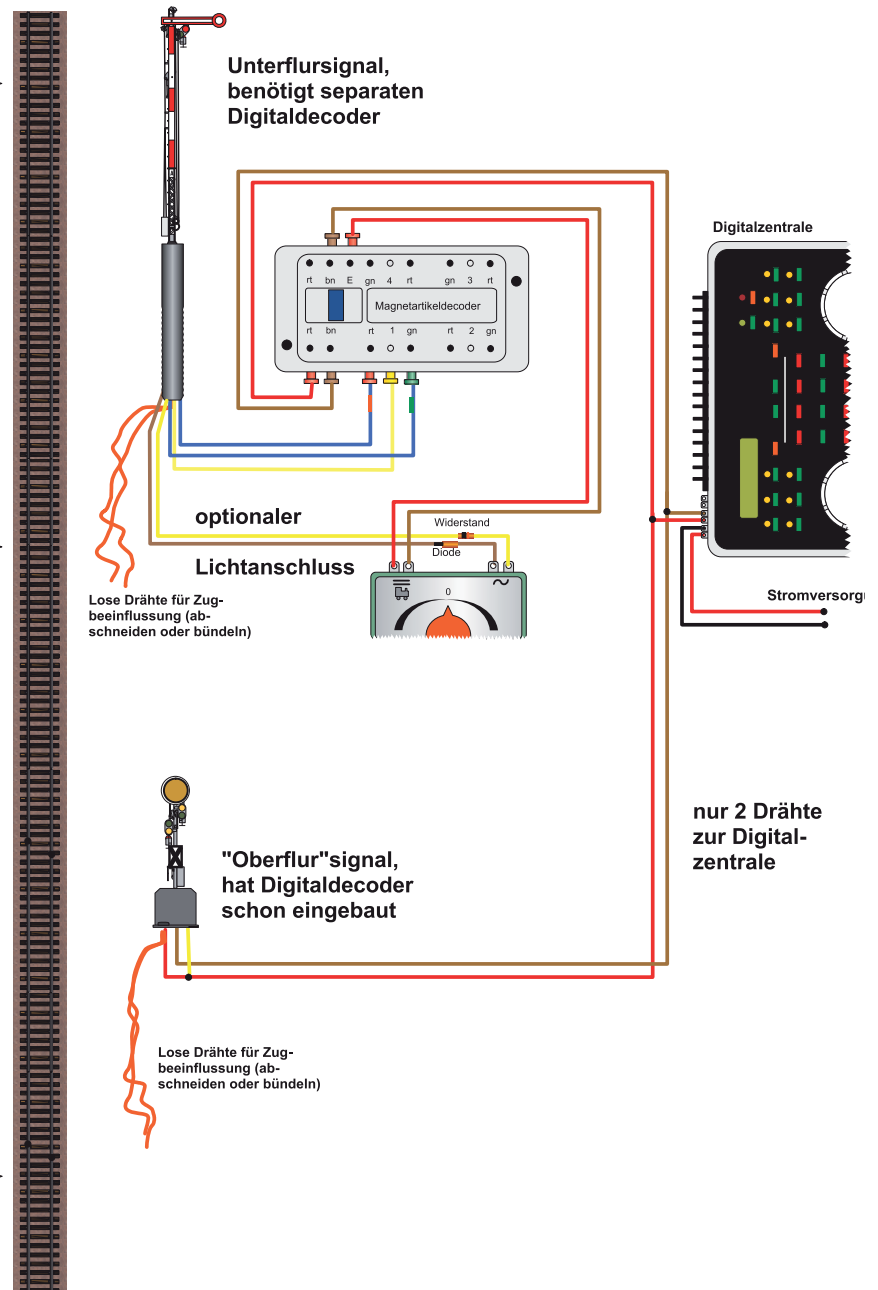 Unterflursignal,
benötigt separaten
Digitaldecoder
Digitalzentrale
rt bn E gn 4 rt gn 3 rt
Magnetartikeldecoder
rt bn rt 1 gn rt 2 gn
optionaler
Widerstand
Diode
Lichtanschluss
0
Lose Drähte für Zug-
beeinflussung (ab-
schneiden oder bündeln)
Stromversorg
nur 2 Drähte
zur Digital-
zentrale
"Oberflur"signal,
hat Digitaldecoder
schon eingebaut
Lose Drähte für Zug-
beeinflussung (ab-
schneiden oder bündeln)